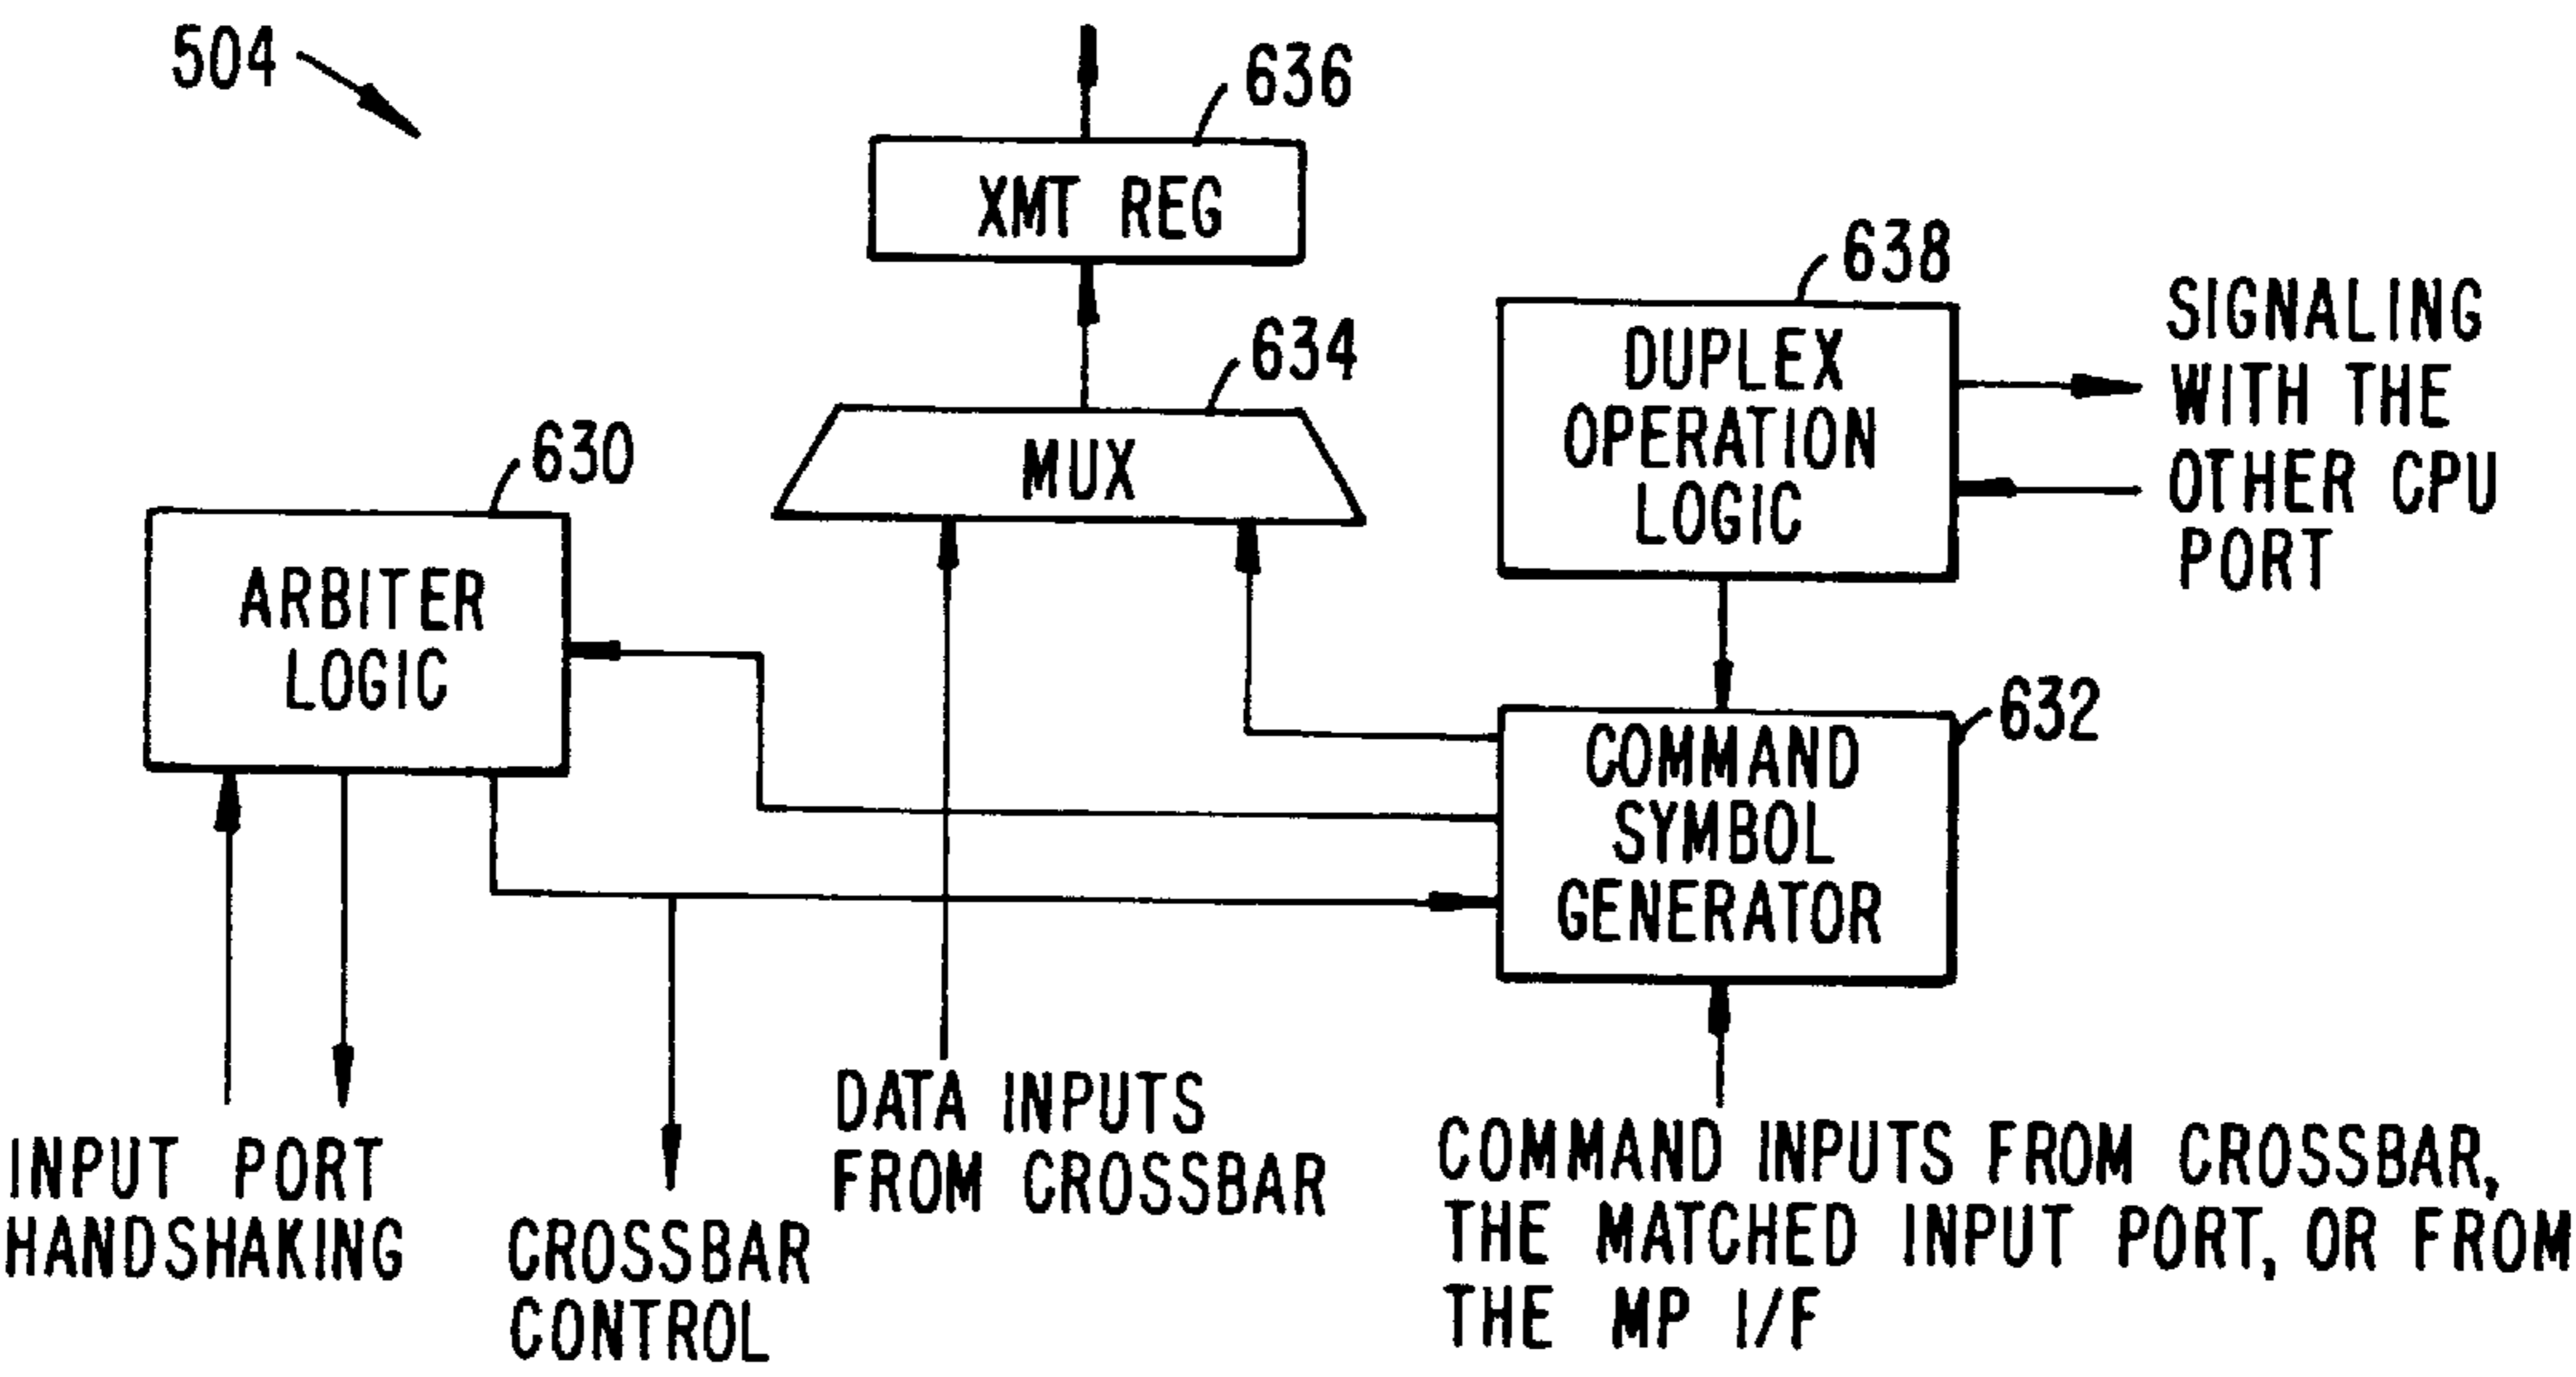 504
636
XMT REG
638
634
MUX
DUPLEX
OPERATION
LOGIC
SIGNALING
WITH THE
OTHER CPU
PORT
630
ARBITER
LOGIC
632
COMMAND
SYMBOL
GENERATOR
INPUT PORT
HANDSHAKING
CROSSBAR
CONTROL
DATA INPUTS
FROM CROSSBAR
COMMAND INPUTS FROM CROSSBAR,
THE MATCHED INPUT PORT, OR FROM
THE MP I/F